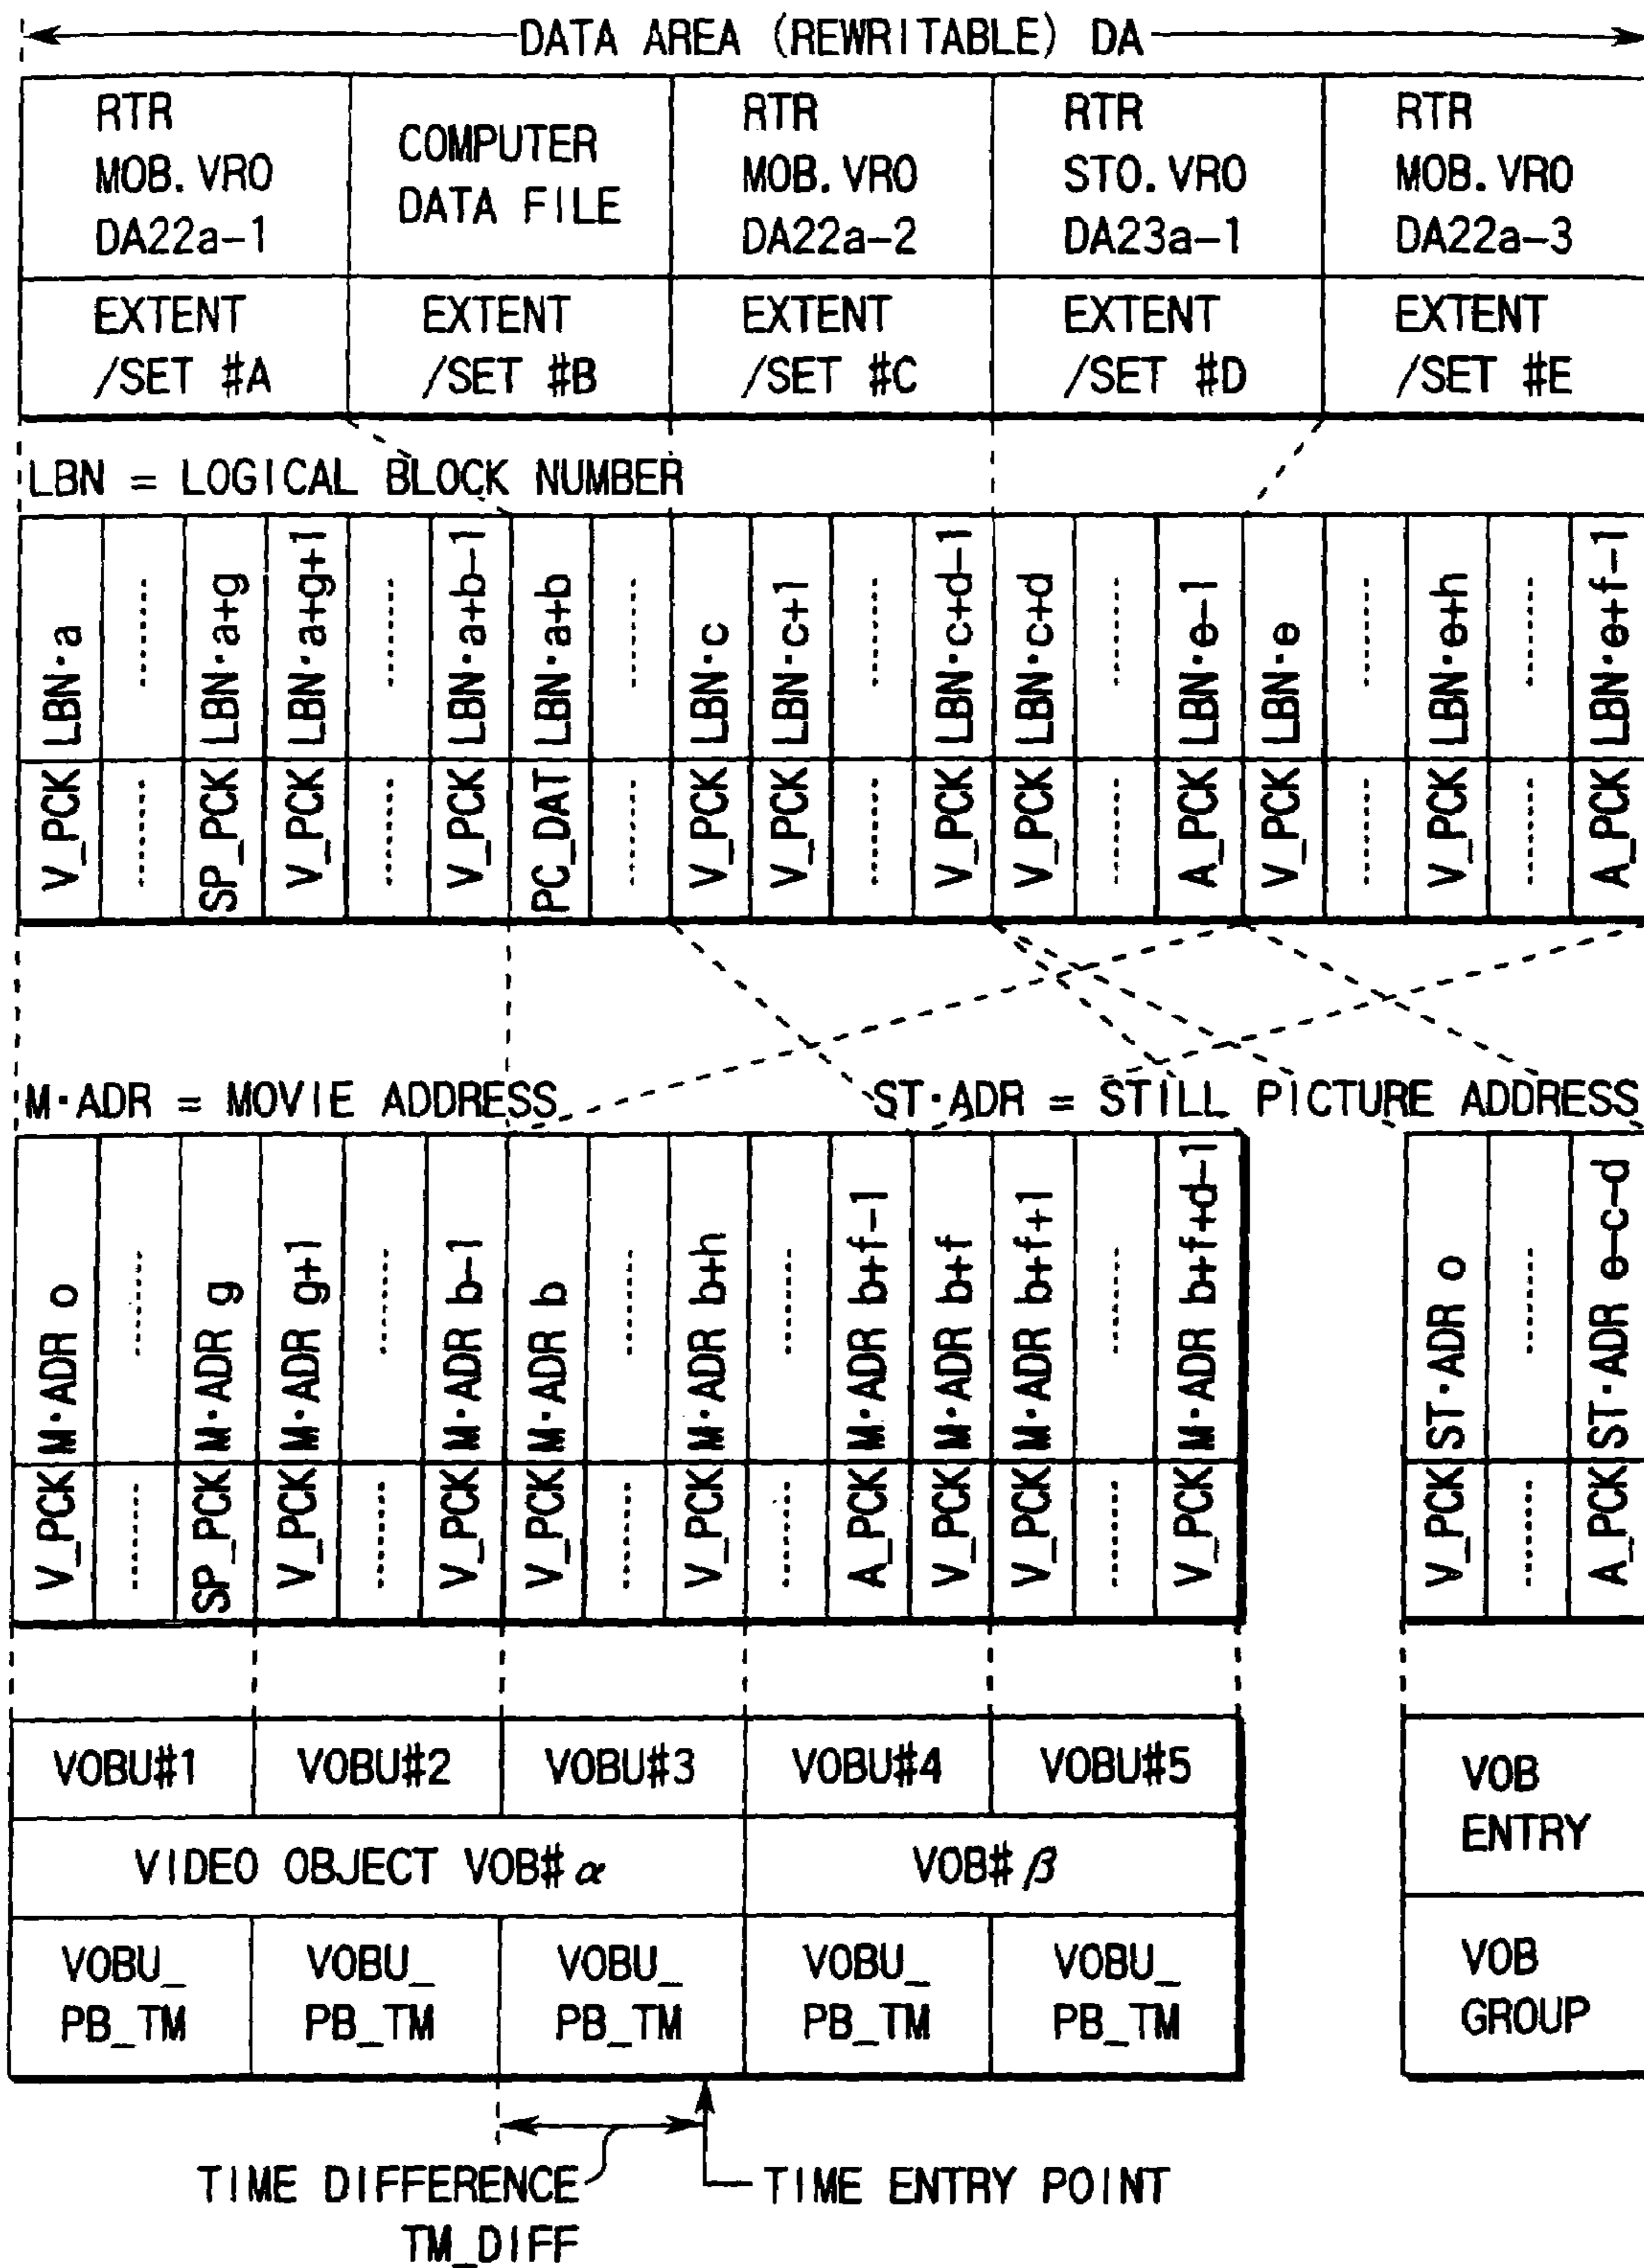 DATA AREA (REWRITABLE) DA
RTR
MOB.VRO
DA22a-1
COMPUTER
DATA FILE
RTR
MOB.VRO
DA22a-2
RTR
STO.VRO
DA23a-1
RTR
MOB.VRO
DA22a-3
EXTENT
/SET #A
EXTENT
/SET #B
EXTENT
/SET #C
EXTENT
/SET #D
EXTENT
/SET #E
LBN = LOGICAL BLOCK NUMBER
V_PCK LBN·a
........ ........
SP_PCK LBN·a+g
V_PCK LBN·a+g+1
........ ........
V_PCK LBN·a+b-1
PC_DAT LBN·a+b
........ ........
V_PCK LBN·c
V_PCK LBN·c+1
........ ........
V_PCK LBN·c+d-1
V_PCK LBN·c+d
........ ........
A_PCK LBN·e-1
V_PCK LBN·e
........ ........
V_PCK LBN·e+h
........ ........
A_PCK LBN·e+f-1
M·ADR = MOVIE ADDRESS
ST·ADR = STILL PICTURE ADDRESS
V_PCK M·ADR o
........ ........
SP_PCK M·ADR g
V_PCK M·ADR g+1
........ ........
V_PCK M·ADR b-1
V_PCK M·ADR b
........ ........
V_PCK M·ADR b+h
........ ........
A_PCK M·ADR b+f-1
V_PCK M·ADR b+f
V_PCK M·ADR b+f+1
........ ........
V_PCK M·ADR b+f+d-1
V_PCK ST·ADR o
........ ........
A_PCK ST·ADR e-c-d
VOBU#1
VOBU#2
VOBU#3
VOBU#4
VOBU#5
VIDEO OBJECT VOB#α
VOB#β
VOBU_
PB_TM
VOBU_
PB_TM
VOBU_
PB_TM
VOBU_
PB_TM
VOBU_
PB_TM
VOB
ENTRY
VOB
GROUP
TIME DIFFERENCE
TM_DIFF
TIME ENTRY POINT